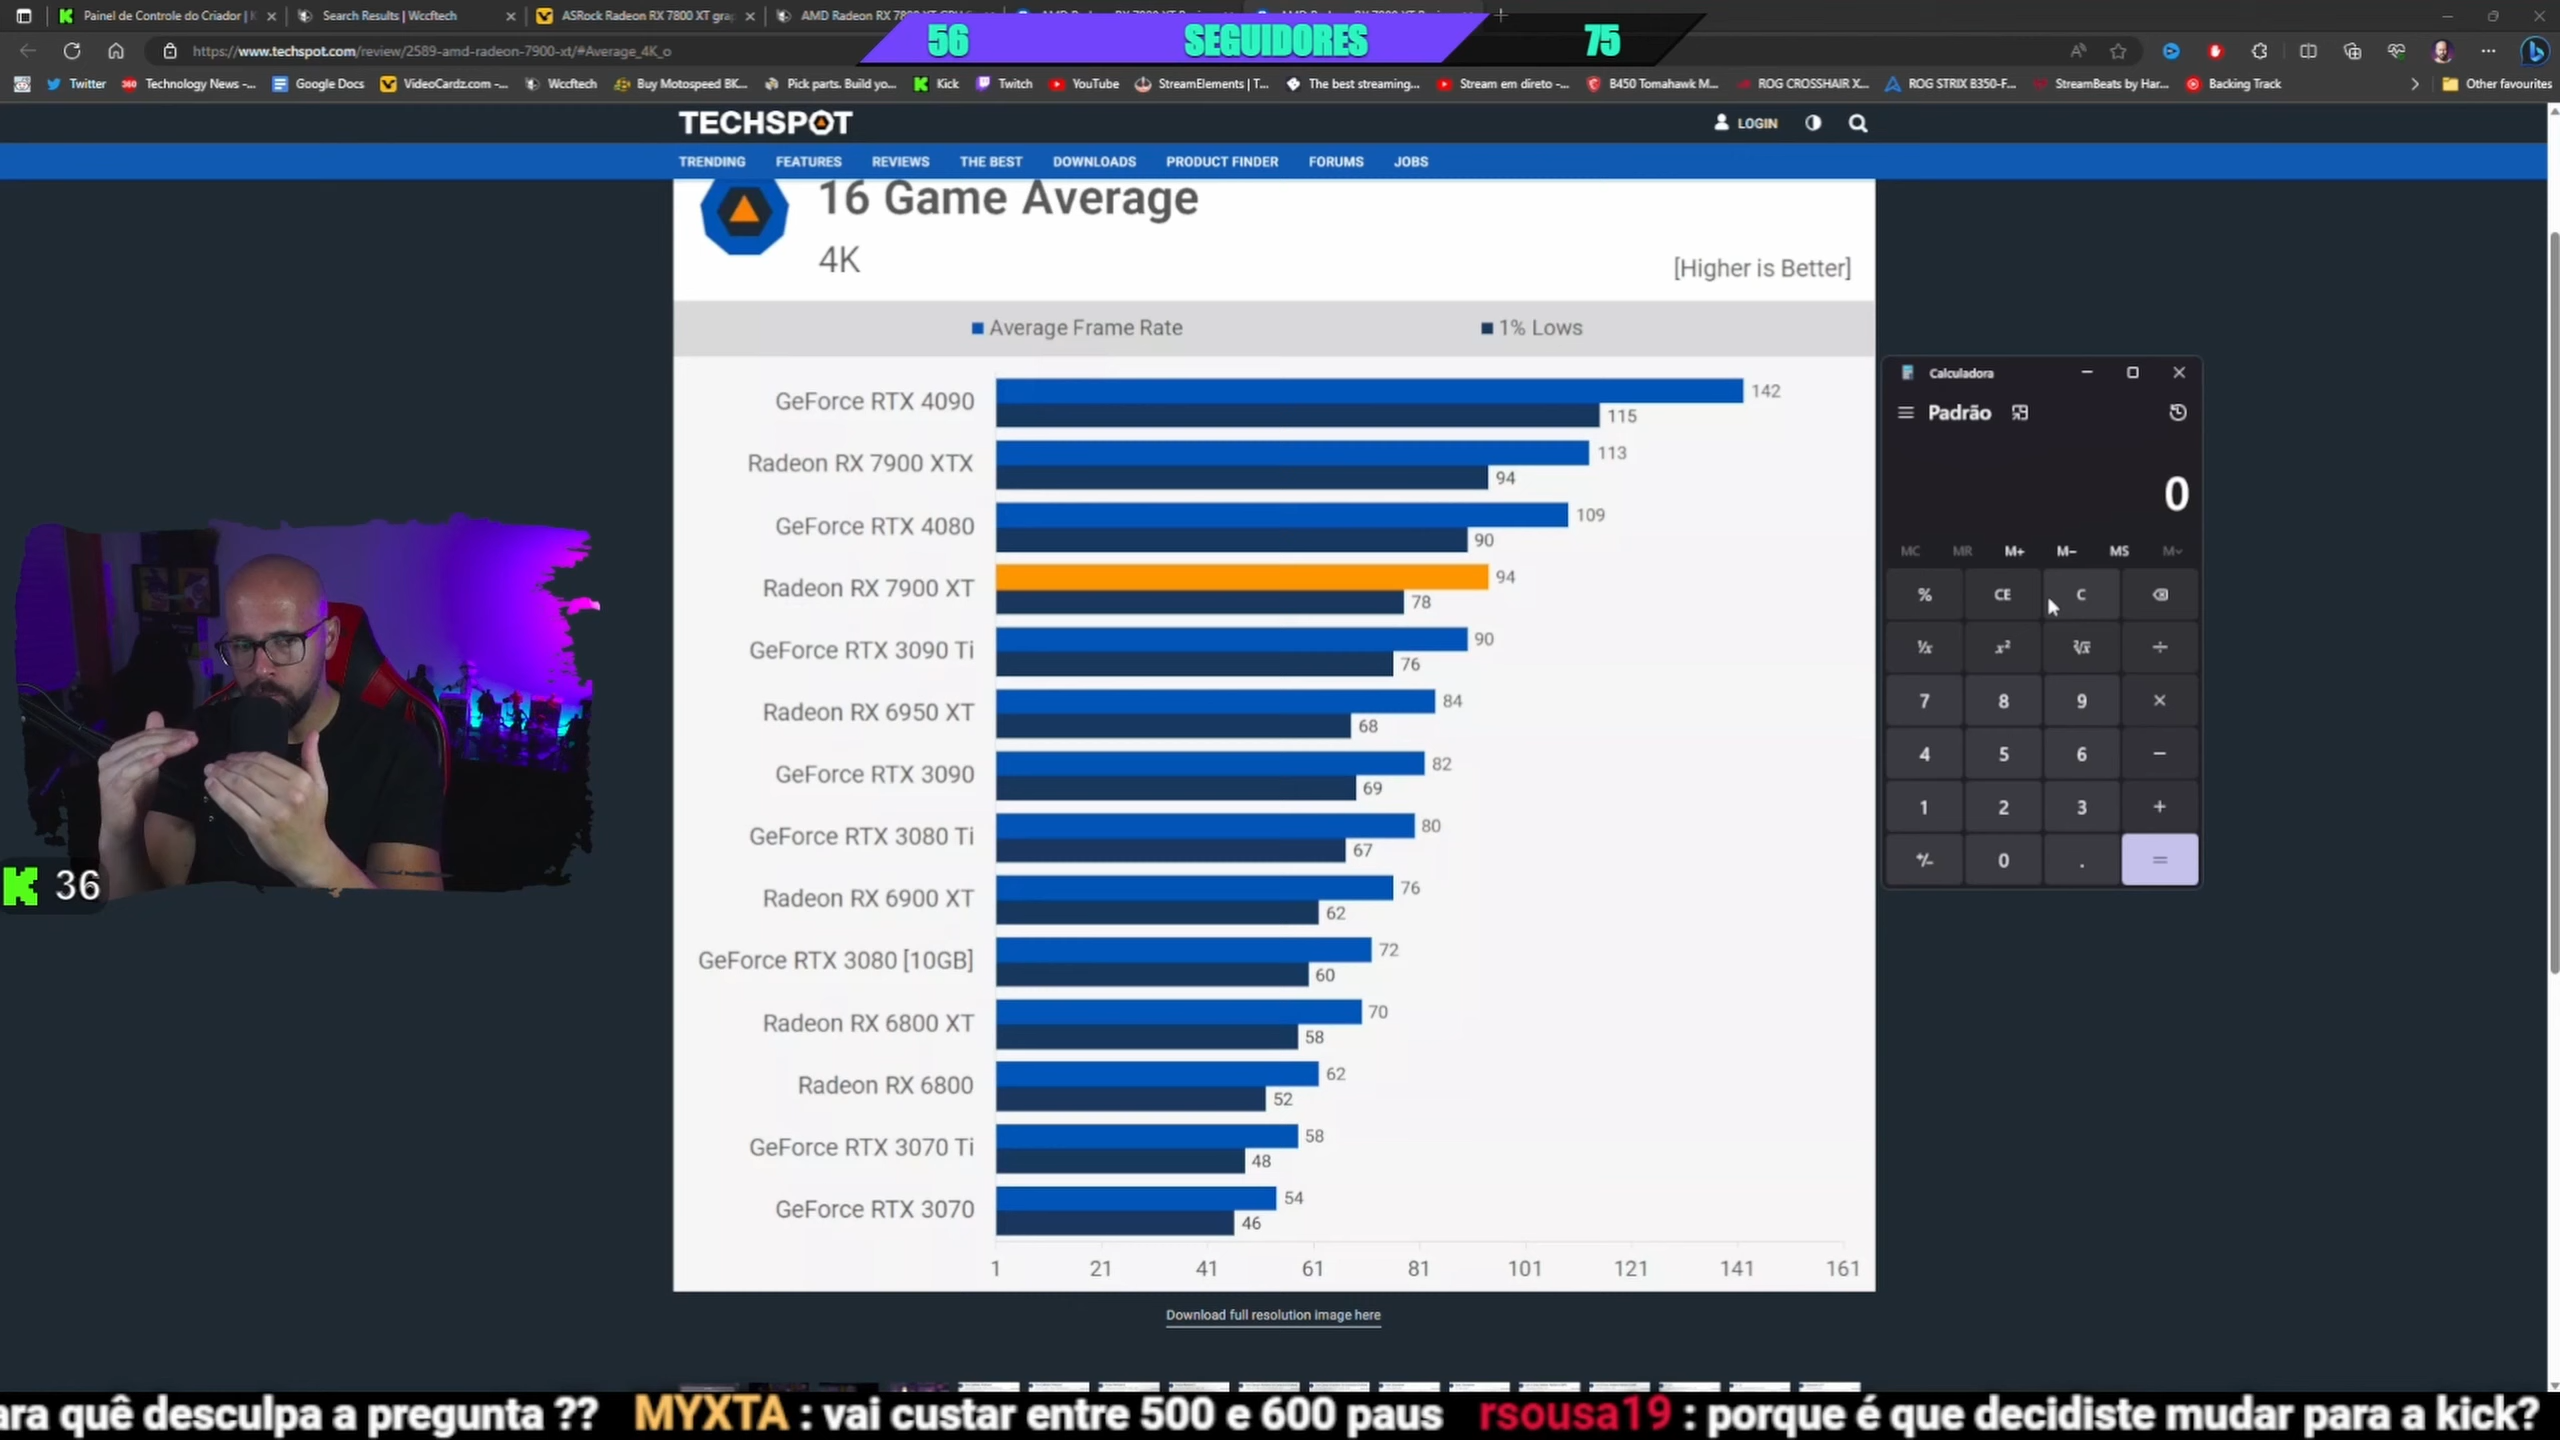 Painel de Controle do Criador | K
Search Results | Wccftech
ASRock Radeon RX 7800 XT gra
AMD Radeon RX 78
56 SEGUIDORES 75
https://www.techspot.com/review/2589-amd-radeon-7900-xt/#Average_4K_o
Twitter
Technology News -...
Google Docs
VideoCardz.com -...
Wccftech
Buy Motospeed BK...
Pick parts. Build yo...
Kick
Twitch
YouTube
StreamElements | T...
The best streaming...
Stream em direto -...
B450 Tomahawk M...
ROG CROSSHAIR X...
ROG STRIX B350-F...
StreamBeats by Har...
Backing Track
Other favourites
TECHSPOT
LOGIN
TRENDING FEATURES REVIEWS THE BEST DOWNLOADS PRODUCT FINDER FORUMS JOBS
16 Game Average
4K
[Higher is Better]
Average Frame Rate 1% Lows
GeForce RTX 4090 142 115
Radeon RX 7900 XTX 113 94
GeForce RTX 4080 109 90
Radeon RX 7900 XT 94 78
GeForce RTX 3090 Ti 90 76
Radeon RX 6950 XT 84 68
GeForce RTX 3090 82 69
GeForce RTX 3080 Ti 80 67
Radeon RX 6900 XT 76 62
GeForce RTX 3080 [10GB] 72 60
Radeon RX 6800 XT 70 58
Radeon RX 6800 62 52
GeForce RTX 3070 Ti 58 48
GeForce RTX 3070 54 46
1 21 41 61 81 101 121 141 161
Download full resolution image here
Calculadora
Padrão
0
MC MR M+ M- MS M
% CE C
¹⁄x x² ²√x ÷
7 8 9 ×
4 5 6 −
1 2 3 +
+/- 0 . =
K 36
ara quê desculpa a pregunta ?? MYXTA : vai custar entre 500 e 600 paus rsousa19 : porque é que decidiste mudar para a kick?